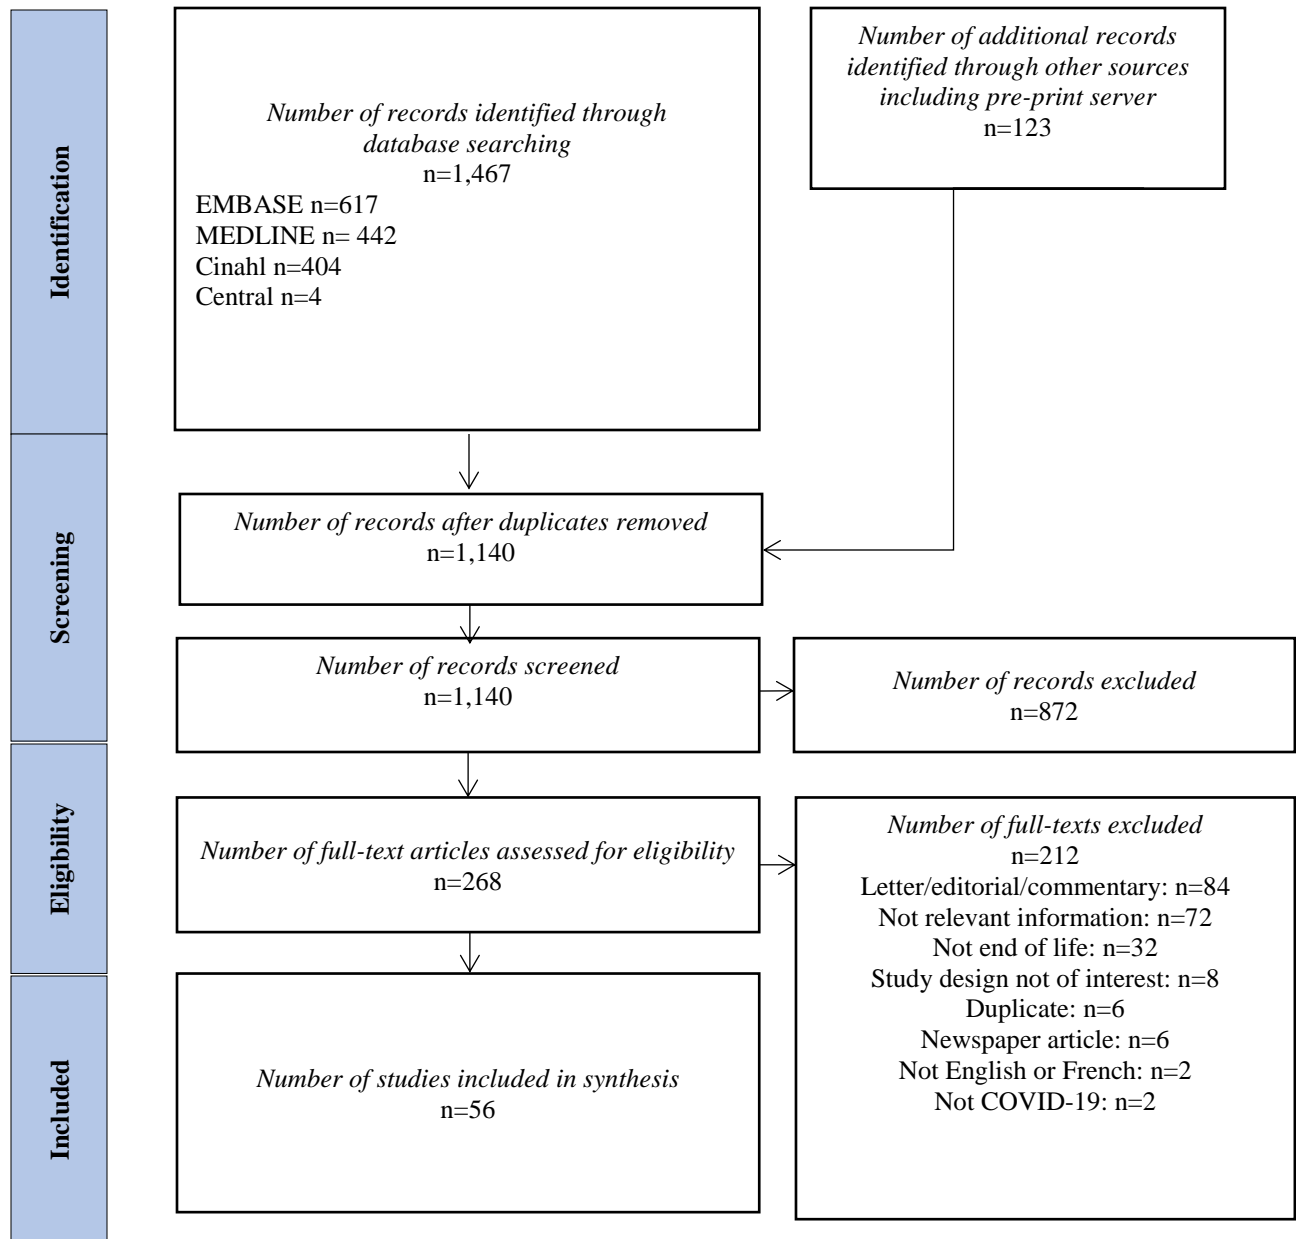 Identification
Number of records identified through
database searching
n=1,467
EMBASE n=617
MEDLINE n= 442
Cinahl n=404
Central n=4
Number of additional records
identified through other sources
including pre-print server
n=123
Screening
Number of records after duplicates removed
n=1,140
Number of records screened
n=1,140
Number of records excluded
n=872
Eligibility
Number of full-text articles assessed for eligibility
n=268
Number of full-texts excluded
n=212
Letter/editorial/commentary: n=84
Not relevant information: n=72
Not end of life: n=32
Study design not of interest: n=8
Duplicate: n=6
Newspaper article: n=6
Not English or French: n=2
Not COVID-19: n=2
Included
Number of studies included in synthesis
n=56